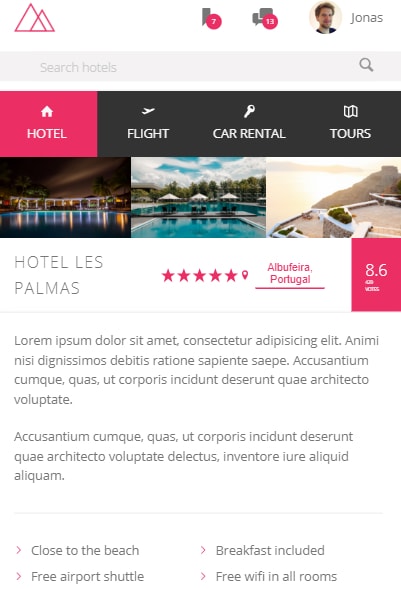 7
13
Jonas
Search hotels
HOTEL
FLIGHT
CAR RENTAL
TOURS
HOTEL LES
PALMAS
Albufeira,
Portugal
8.6
429
VOTES
Lorem ipsum dolor sit amet, consectetur adipisicing elit. Animi
nisi dignissimos debitis ratione sapiente saepe. Accusantium
cumque, quas, ut corporis incidunt deserunt quae architecto
voluptate.
Accusantium cumque, quas, ut corporis incidunt deserunt
quae architecto voluptate delectus, inventore iure aliquid
aliquam.
Close to the beach
Breakfast included
Free airport shuttle
Free wifi in all rooms